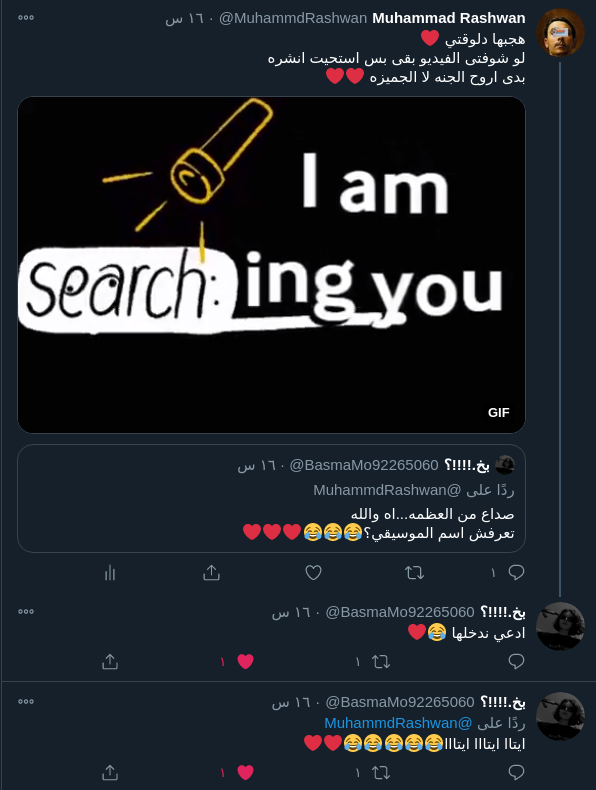 Muhammad Rashwan @MuhammdRashwan · ١٦ س
هجبها دلوقتي ❤️
لو شوفتى الفيديو بقى بس استحيت انشره
بدى اروح الجنه لا الجميزه ❤️❤️
I am
search: ing you
GIF
بخ.!!!!؟ @BasmaMo92265060 · ١٦ س
ردًا على @MuhammdRashwan
صداع من العظمه...اه والله
تعرفش اسم الموسيقي؟😂😂😂❤️❤️❤️
١
بخ.!!!!؟ @BasmaMo92265060 · ١٦ س
ادعي ندخلها 😂❤️
١ ١
بخ.!!!!؟ @BasmaMo92265060 · ١٦ س
ردًا على @MuhammdRashwan
ايتاا ايتااا ايتااا😂😂😂😂😂❤️❤️
١ ١